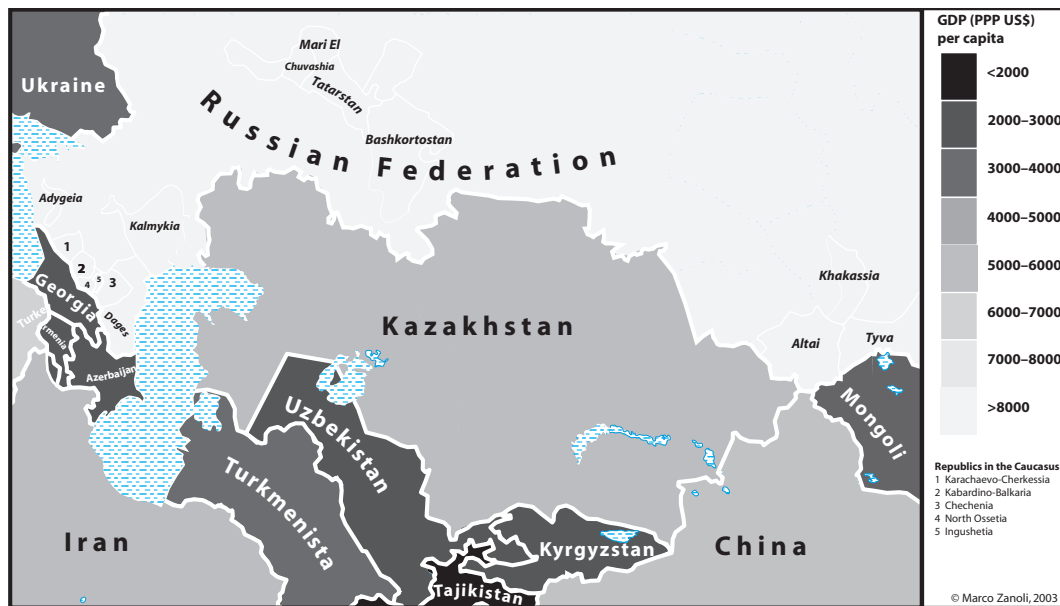 GDP (PPP US$)
per capita
<2000
2000–3000
3000–4000
4000–5000
5000–6000
6000–7000
7000–8000
>8000
Republics in the Caucasus
1 Karachaevo-Cherkessia
2 Kabardino-Balkaria
3 Chechenia
4 North Ossetia
5 Ingushetia
© Marco Zanoli, 2003
Mari El
Chuvashia
Tatarstan
Ukraine
Bashkortostan
Russian Federation
Adygeia
Kalmykia
1
2
5
4
3
Georgia
Khakassia
Turke
Dages
Kazakhstan
rmenia
Altai
Tyva
Azerbaijan
Mongoli
Uzbekistan
Turkmenista
Iran
Kyrgyzstan
China
Tajikistan